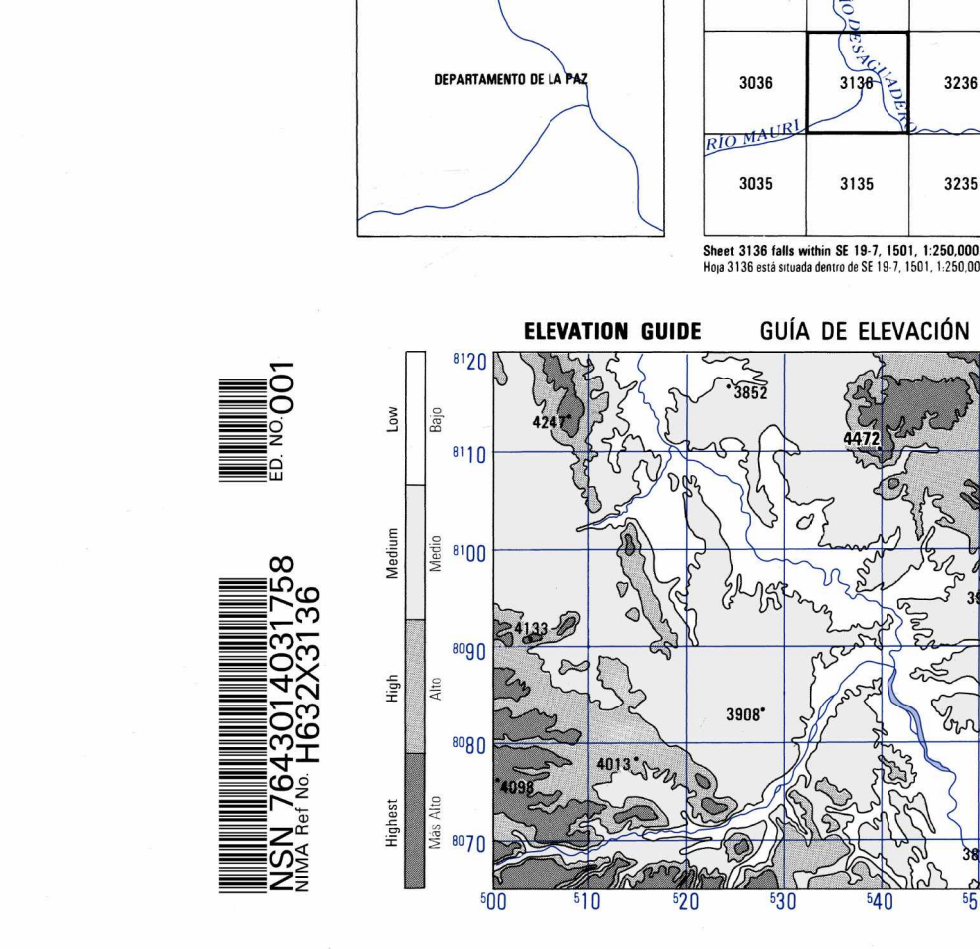 DEPARTAMENTO DE LA PAZ
RÍO DESAGUADERO
RÍO MAURI
3036 3136 3236
3035 3135 3235
Sheet 3136 falls within SE 19-7, 1501, 1:250,000
Hoja 3136 está situada dentro de SE 19-7, 1501, 1:250,00
ELEVATION GUIDE GUÍA DE ELEVACIÓN
ED. NO. 001
NSN 7643014031758
NIMA Ref No. H632X3136
Low Bajo
Medium Medio
High Alto
Highest Más Alto
8120
8110
8100
8090
8080
8070
3852
4247
4472
39
4133
3908
4013
4098
38
500 510 520 530 540 55